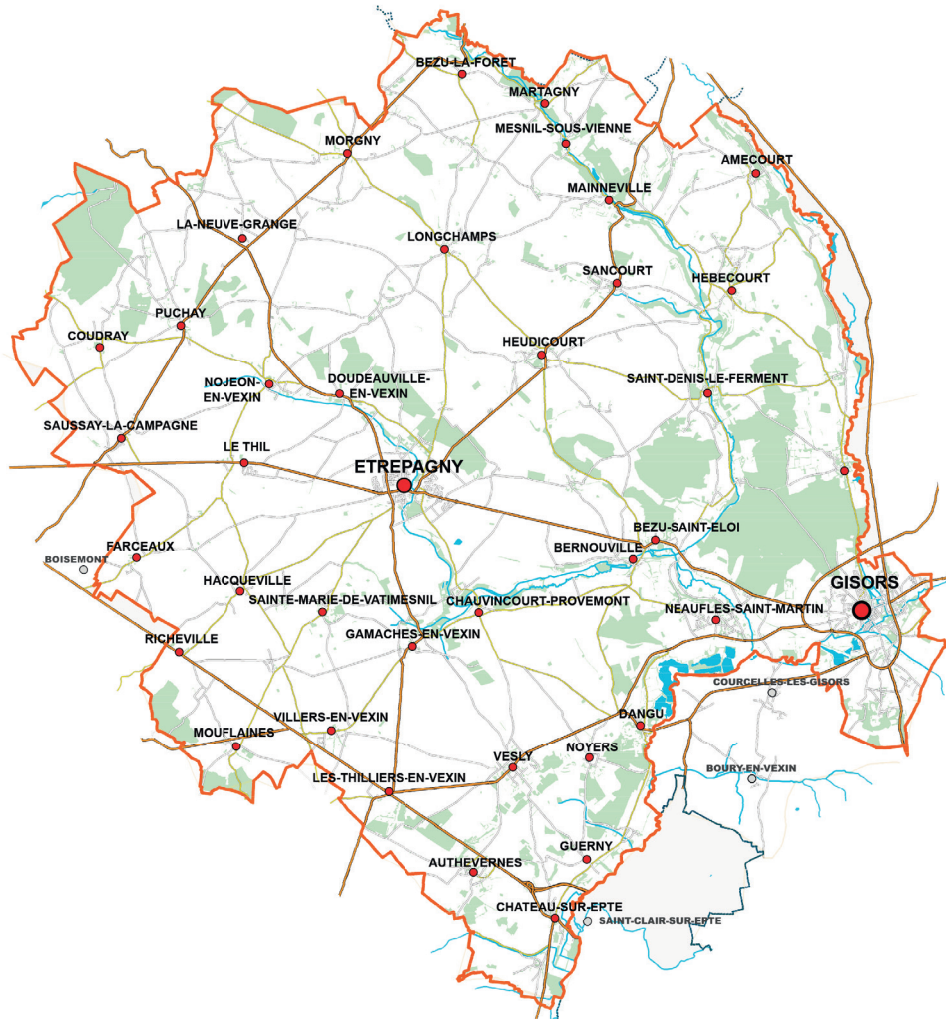 BEZU-LA-FORET
MARTAGNY
MESNIL-SOUS-VIENNE
MORGNY
AMECOURT
MAINNEVILLE
LA-NEUVE-GRANGE
LONGCHAMPS
SANCOURT
HEBECOURT
PUCHAY
COUDRAY
HEUDICOURT
NOJEON-
EN-VEXIN
DOUDEAUVILLE-
EN-VEXIN
SAINT-DENIS-LE-FERMENT
SAUSSAY-LA-CAMPAGNE
LE THIL
ETREPAGNY
BEZU-SAINT-ELOI
BERNOUVILLE
FARCEAUX
BOISEMONT
HACQUEVILLE
GISORS
SAINTE-MARIE-DE-VATIMESNIL
CHAUVINCOURT-PROVEMONT
NEAUFLES-SAINT-MARTIN
RICHEVILLE
GAMACHES-EN-VEXIN
COURCELLES-LES-GISORS
DANGU
VILLERS-EN-VEXIN
MOUFLAINES
VESLY
NOYERS
BOURY-EN-VEXIN
LES-THILLIERS-EN-VEXIN
GUERNY
AUTHEVERNES
CHATEAU-SUR-EPTE
SAINT-CLAIR-SUR-EPTE